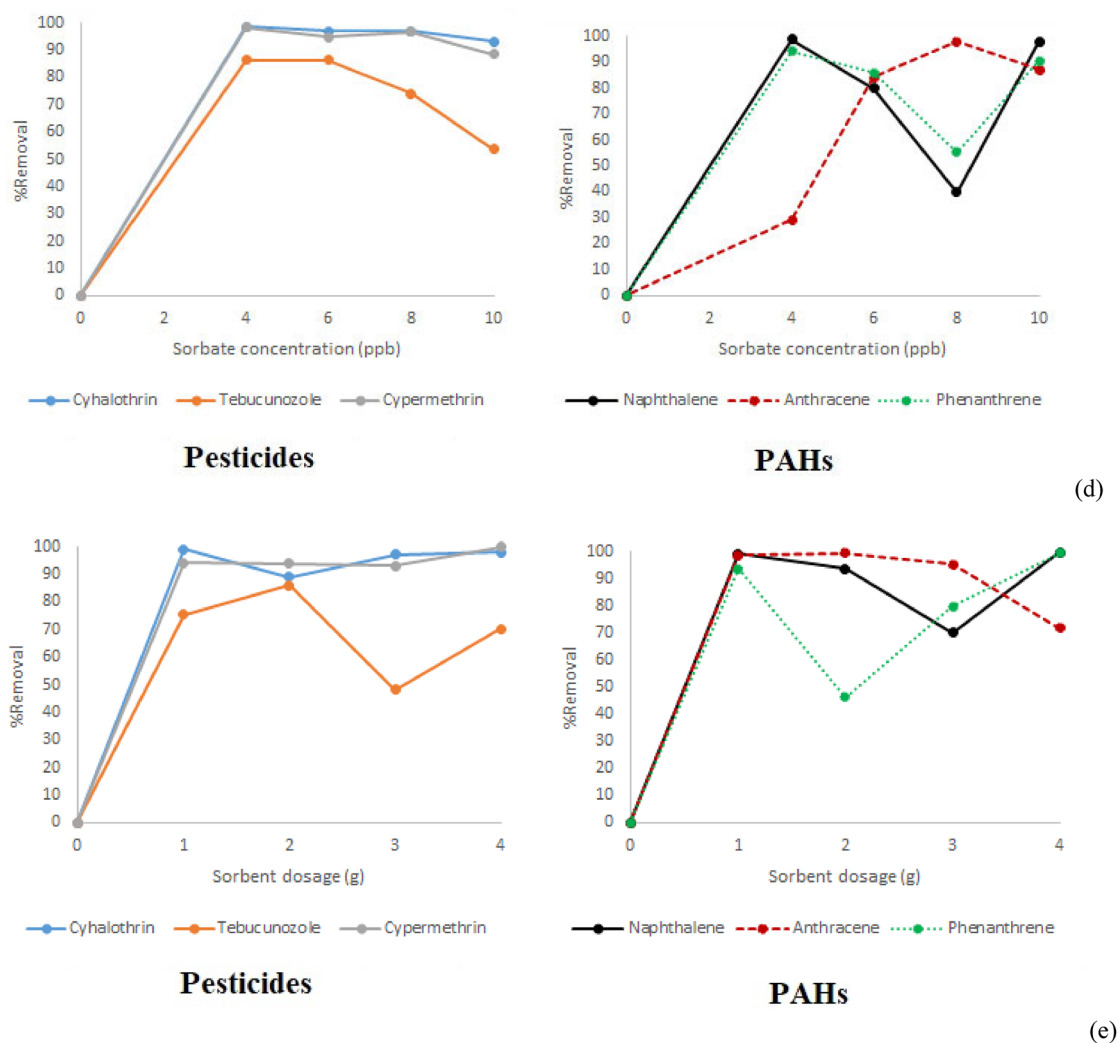 100
90
80
70
60
50
40
30
20
10
0
%Removal
0 2 4 6 8 10
Sorbate concentration (ppb)
Cyhalothrin Tebucunozole Cypermethrin
Pesticides
100
90
80
70
60
50
40
30
20
10
0
%Removal
0 2 4 6 8 10
Sorbate concentration (ppb)
Naphthalene Anthracene Phenanthrene
PAHs
(d)
100
90
80
70
60
50
40
30
20
10
0
%Removal
0 1 2 3 4
Sorbent dosage (g)
Cyhalothrin Tebucunozole Cypermethrin
Pesticides
100
90
80
70
60
50
40
30
20
10
0
%Removal
0 1 2 3 4
Sorbent dosage (g)
Naphthalene Anthracene Phenanthrene
PAHs
(e)